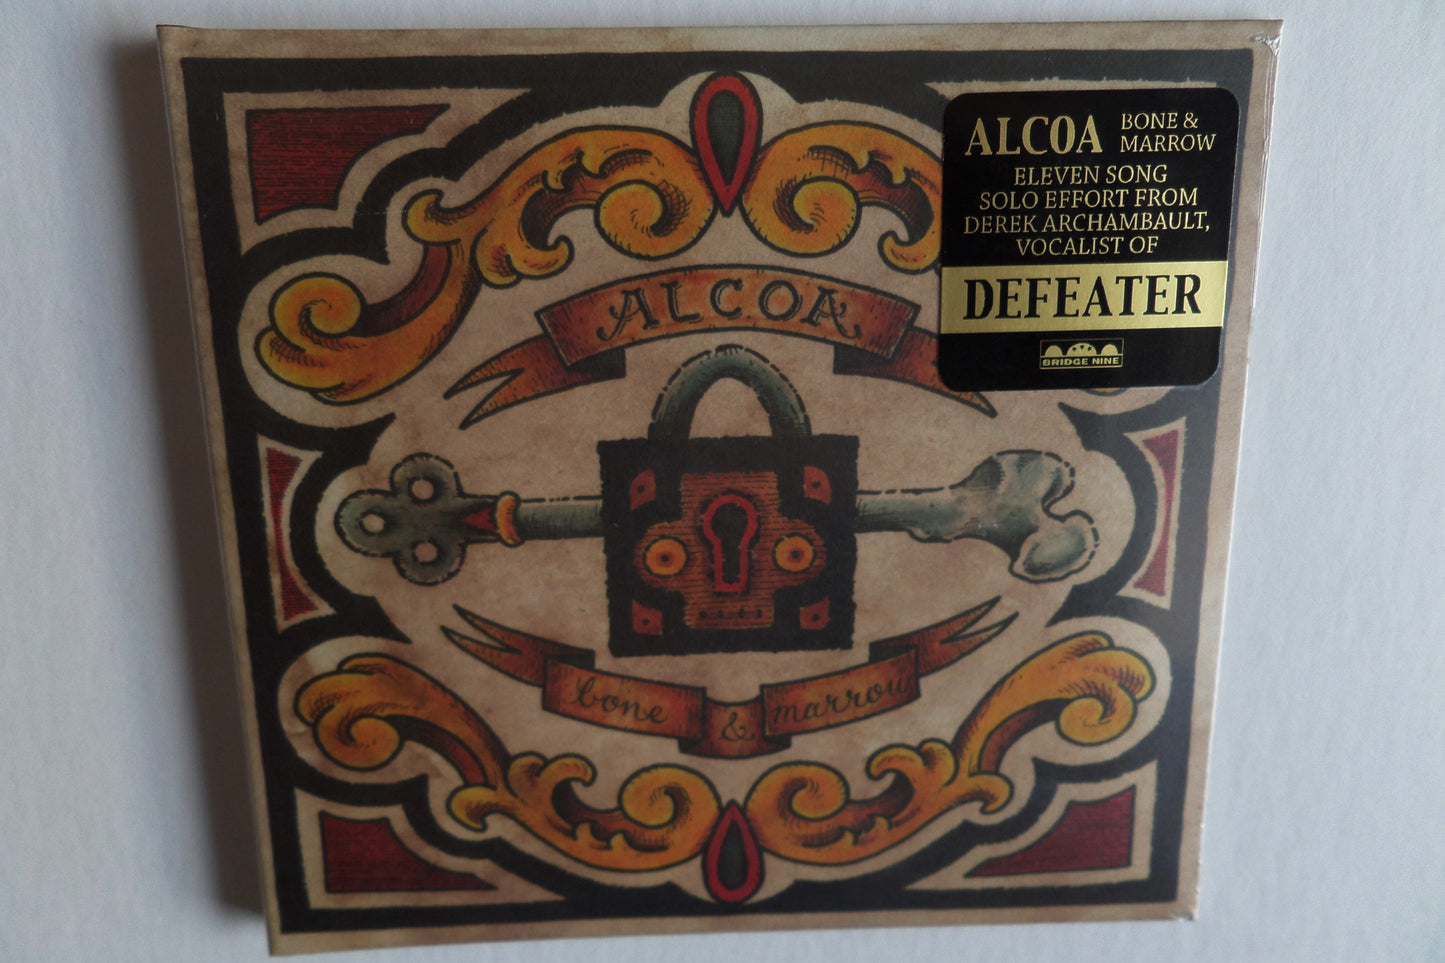 ALCOA
BONE &
MARROW
ELEVEN SONG
SOLO EFFORT FROM
DEREK ARCHAMBAULT,
VOCALIST OF
DEFEATER
BRIDGE NINE
ALCOA
bone & marrow